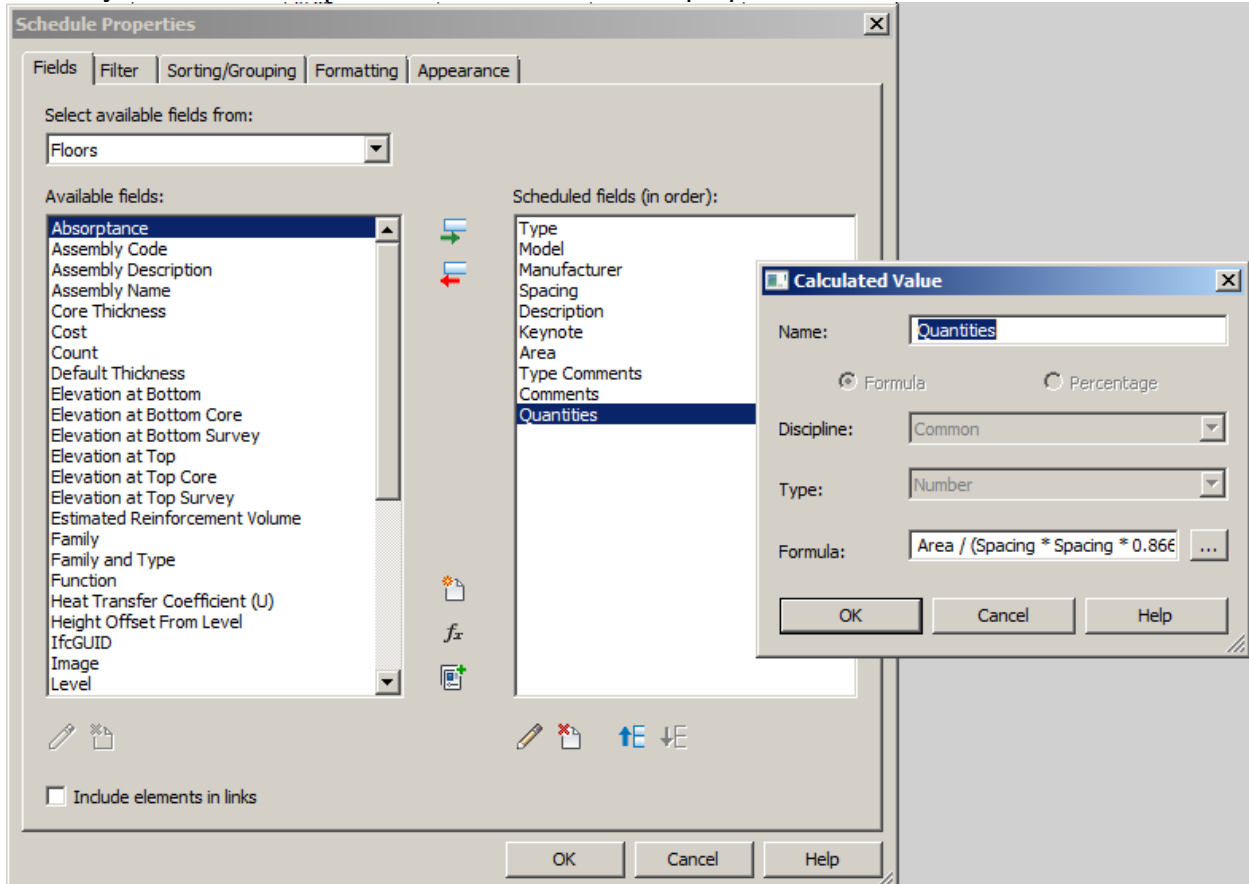 Schedule Properties
Fields Filter Sorting/Grouping Formatting Appearance
Select available fields from:
Floors
Available fields:
Absorptance
Assembly Code
Assembly Description
Assembly Name
Core Thickness
Cost
Count
Default Thickness
Elevation at Bottom
Elevation at Bottom Core
Elevation at Bottom Survey
Elevation at Top
Elevation at Top Core
Elevation at Top Survey
Estimated Reinforcement Volume
Family
Family and Type
Function
Heat Transfer Coefficient (U)
Height Offset From Level
IfcGUID
Image
Level
fx
Scheduled fields (in order):
Type
Model
Manufacturer
Spacing
Description
Keynote
Area
Type Comments
Comments
Quantities
Include elements in links
OK Cancel Help
Calculated Value
Name: Quantities
Formula Percentage
Discipline: Common
Type: Number
Formula: Area / (Spacing * Spacing * 0.866 ...
OK Cancel Help